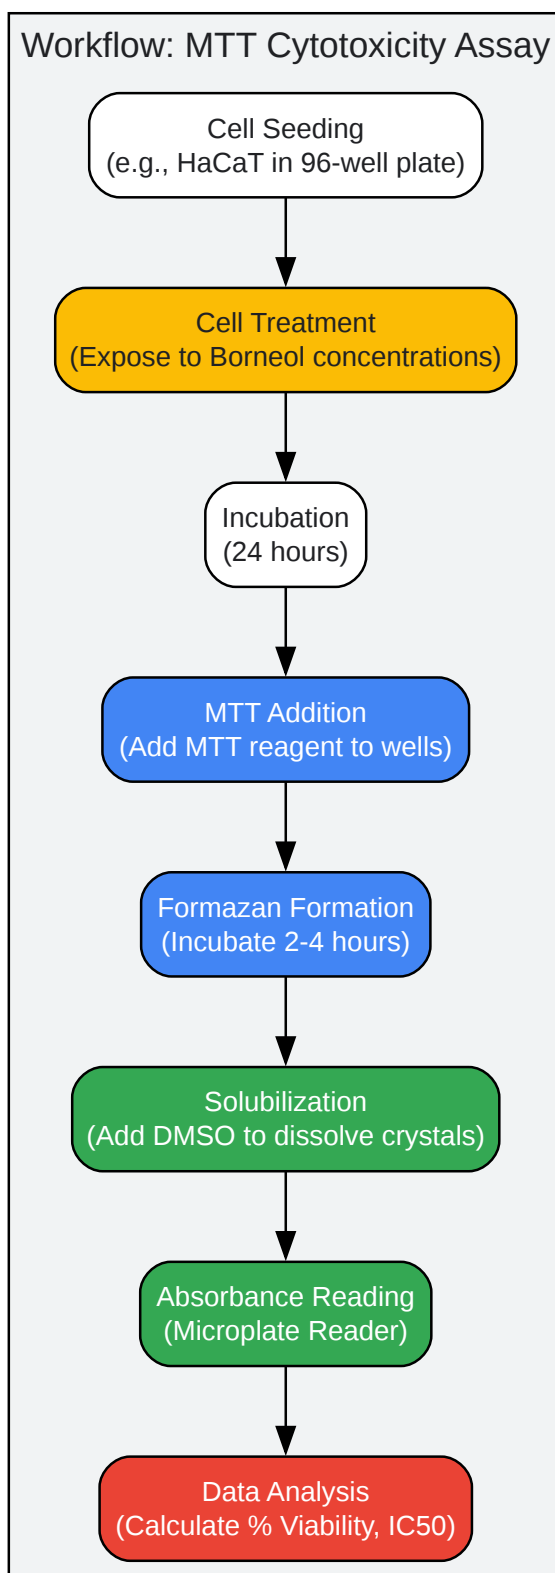 Workflow: MTT Cytotoxicity Assay
Cell Seeding
(e.g., HaCaT in 96-well plate)
Cell Treatment
(Expose to Borneol concentrations)
Incubation
(24 hours)
MTT Addition
(Add MTT reagent to wells)
Formazan Formation
(Incubate 2-4 hours)
Solubilization
(Add DMSO to dissolve crystals)
Absorbance Reading
(Microplate Reader)
Data Analysis
(Calculate % Viability, IC50)